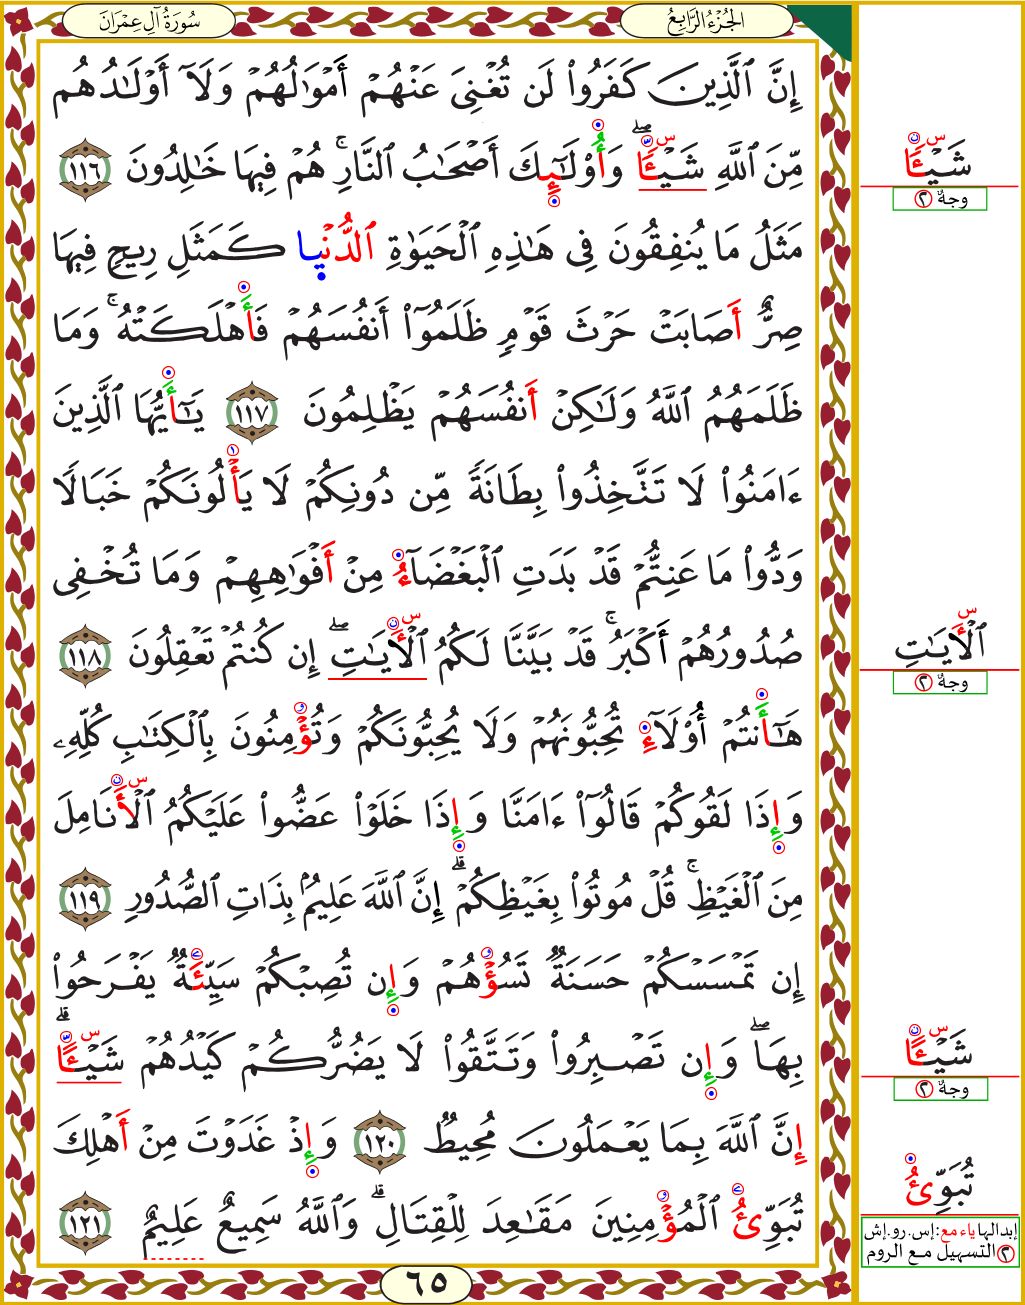 سُورَةُ آلِ عِمْرَانَ
الجُزْءُ الرَّابِعُ
إِنَّ ٱلَّذِينَ كَفَرُوا۟ لَن تُغْنِىَ عَنْهُمْ أَمْوَٰلُهُمْ وَلَآ أَوْلَـٰدُهُم
مِّنَ ٱللَّهِ شَيْـًٔا ۖ وَأُو۟لَـٰٓئِكَ أَصْحَـٰبُ ٱلنَّارِ ۚ هُمْ فِيهَا خَـٰلِدُونَ ١١٦
مَثَلُ مَا يُنفِقُونَ فِى هَـٰذِهِ ٱلْحَيَوٰةِ ٱلدُّنْيَا كَمَثَلِ رِيحٍ فِيهَا
صِرٌّ أَصَابَتْ حَرْثَ قَوْمٍ ظَلَمُوٓا۟ أَنفُسَهُمْ فَأَهْلَكَتْهُ ۚ وَمَا
ظَلَمَهُمُ ٱللَّهُ وَلَـٰكِنْ أَنفُسَهُمْ يَظْلِمُونَ ١١٧ يَـٰٓأَيُّهَا ٱلَّذِينَ
ءَامَنُوا۟ لَا تَتَّخِذُوا۟ بِطَانَةً مِّن دُونِكُمْ لَا يَأْلُونَكُمْ خَبَالًا
وَدُّوا۟ مَا عَنِتُّمْ قَدْ بَدَتِ ٱلْبَغْضَآءُ مِنْ أَفْوَٰهِهِمْ وَمَا تُخْفِى
صُدُورُهُمْ أَكْبَرُ ۚ قَدْ بَيَّنَّا لَكُمُ ٱلْـَٔايَـٰتِ ۖ إِن كُنتُمْ تَعْقِلُونَ ١١٨
هَـٰٓأَنتُمْ أُو۟لَآءِ تُحِبُّونَهُمْ وَلَا يُحِبُّونَكُمْ وَتُؤْمِنُونَ بِٱلْكِتَـٰبِ كُلِّهِۦ
وَإِذَا لَقُوكُمْ قَالُوٓا۟ ءَامَنَّا وَإِذَا خَلَوْا۟ عَضُّوا۟ عَلَيْكُمُ ٱلْأَنَامِلَ
مِنَ ٱلْغَيْظِ ۚ قُلْ مُوتُوا۟ بِغَيْظِكُمْ ۗ إِنَّ ٱللَّهَ عَلِيمٌۢ بِذَاتِ ٱلصُّدُورِ ١١٩
إِن تَمْسَسْكُمْ حَسَنَةٌ تَسُؤْهُمْ وَإِن تُصِبْكُمْ سَيِّئَةٌ يَفْرَحُوا۟
بِهَا ۖ وَإِن تَصْبِرُوا۟ وَتَتَّقُوا۟ لَا يَضُرُّكُمْ كَيْدُهُمْ شَيْـًٔا ۗ
إِنَّ ٱللَّهَ بِمَا يَعْمَلُونَ مُحِيطٌ ١٢٠ وَإِذْ غَدَوْتَ مِنْ أَهْلِكَ
تُبَوِّئُ ٱلْمُؤْمِنِينَ مَقَـٰعِدَ لِلْقِتَالِ ۗ وَٱللَّهُ سَمِيعٌ عَلِيمٌ ١٢١
شَيْـًٔا
وجهٌ ٢
ٱلْـَٔايَـٰتِ
وجهٌ ٢
شَيْـًٔا
وجهٌ ٢
تُبَوِّئُ
إبدالها ياء مع: إس. رو. إش
٢ التسهيل مـع الروم
٦٥